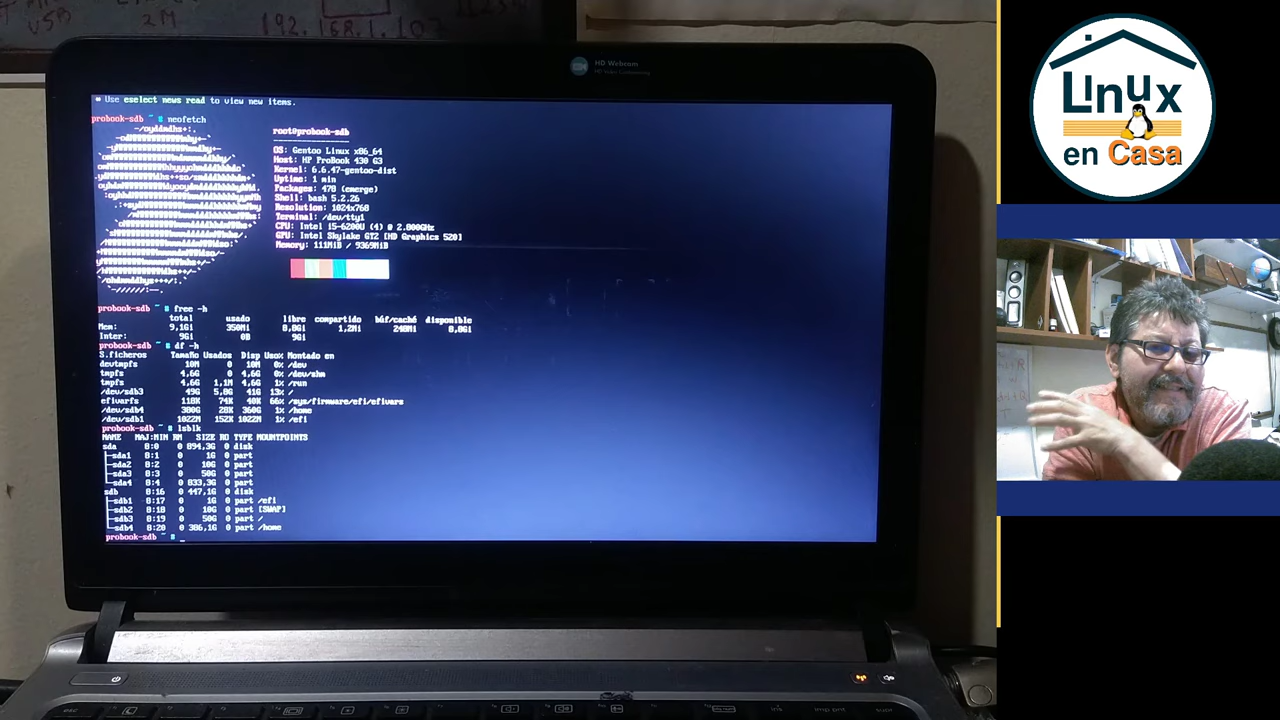 USB
2M
192.168.1.107
HD Webcam
* Use eselect news read to view new items.
probook-sdb ~ # neofetch
root@probook-sdb
OS: Gentoo Linux x86_64
Host: HP ProBook 430 G3
Kernel: 6.6.47-gentoo-dist
Uptime: 1 min
Packages: 478 (emerge)
Shell: bash 5.2.26
Resolution: 1024x768
Terminal: /dev/tty1
CPU: Intel i5-6200U (4) @ 2.800GHz
GPU: Intel Skylake GT2 [HD Graphics 520]
Memory: 111MiB / 9369MiB
probook-sdb ~ # free -h
total usado libre compartido búf/caché disponible
Mem: 9,1Gi 350Mi 8,8Gi 1,2Mi 248Mi 8,8Gi
Inter: 9Gi 0B 9Gi
probook-sdb ~ # df -h
S.ficheros Tamaño Usados Disp Uso% Montado en
devtmpfs 10M 0 10M 0% /dev
tmpfs 4,6G 0 4,6G 0% /dev/shm
tmpfs 4,6G 1,1M 4,6G 1% /run
/dev/sdb3 49G 5,8G 41G 13% /
efivarfs 118K 74K 40K 66% /sys/firmware/efi/efivars
/dev/sdb4 380G 28K 360G 1% /home
/dev/sdb1 1022M 152K 1022M 1% /efi
probook-sdb ~ # lsblk
NAME MAJ:MIN RM SIZE RO TYPE MOUNTPOINTS
sda 8:0 0 894,3G 0 disk
├─sda1 8:1 0 1G 0 part
├─sda2 8:2 0 10G 0 part
├─sda3 8:3 0 50G 0 part
└─sda4 8:4 0 833,3G 0 part
sdb 8:16 0 447,1G 0 disk
├─sdb1 8:17 0 1G 0 part /efi
├─sdb2 8:18 0 10G 0 part [SWAP]
├─sdb3 8:19 0 50G 0 part /
└─sdb4 8:20 0 386,1G 0 part /home
probook-sdb ~ # _
esc
ins
imp pnt
supr
Linux
en Casa